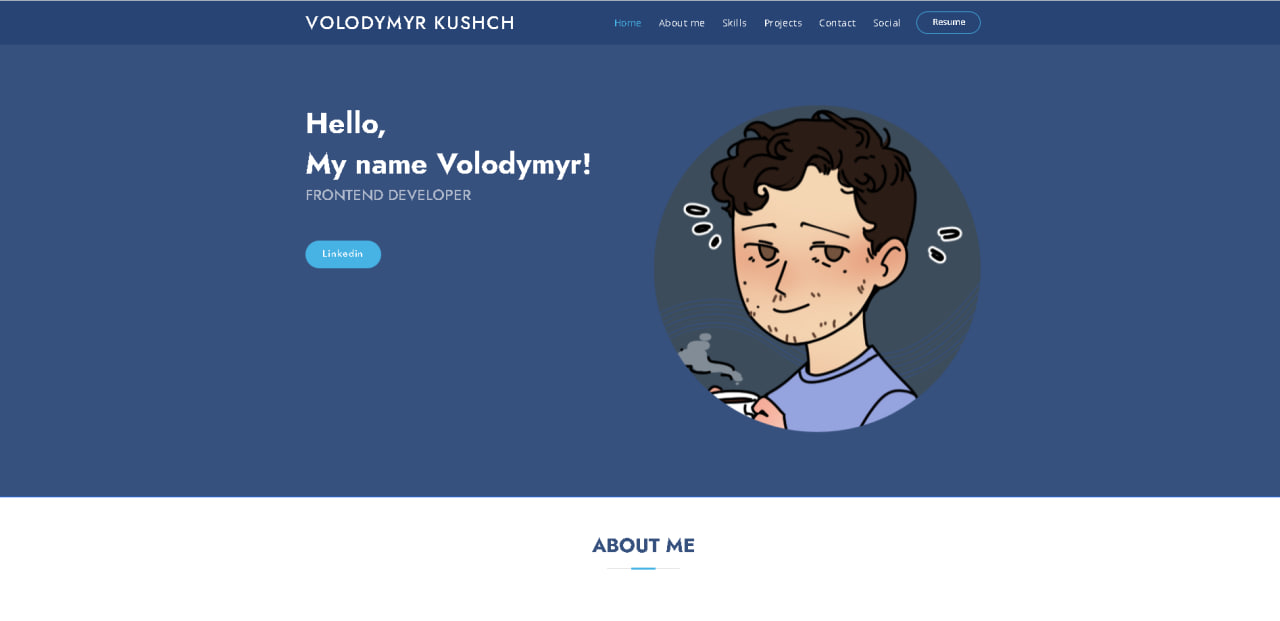 VOLODYMYR KUSHCH
Home About me Skills Projects Contact Social Resume
Hello,
My name Volodymyr!
FRONTEND DEVELOPER
Linkedin
ABOUT ME